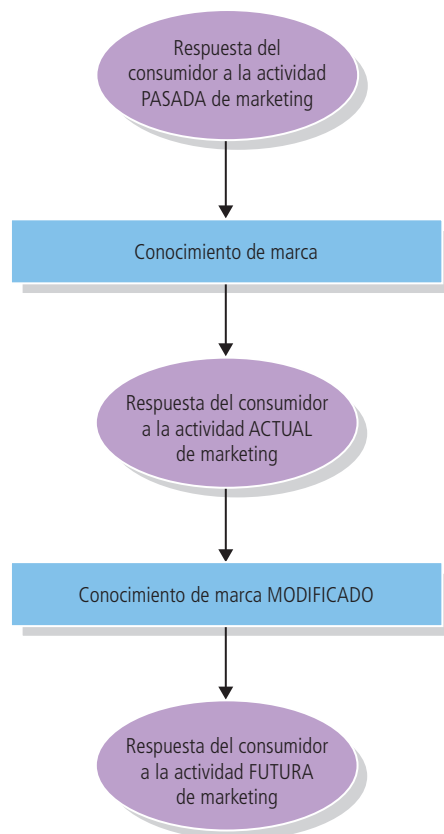 Respuesta del
consumidor a la actividad
PASADA de marketing
Conocimiento de marca
Respuesta del consumidor
a la actividad ACTUAL
de marketing
Conocimiento de marca MODIFICADO
Respuesta del consumidor
a la actividad FUTURA
de marketing